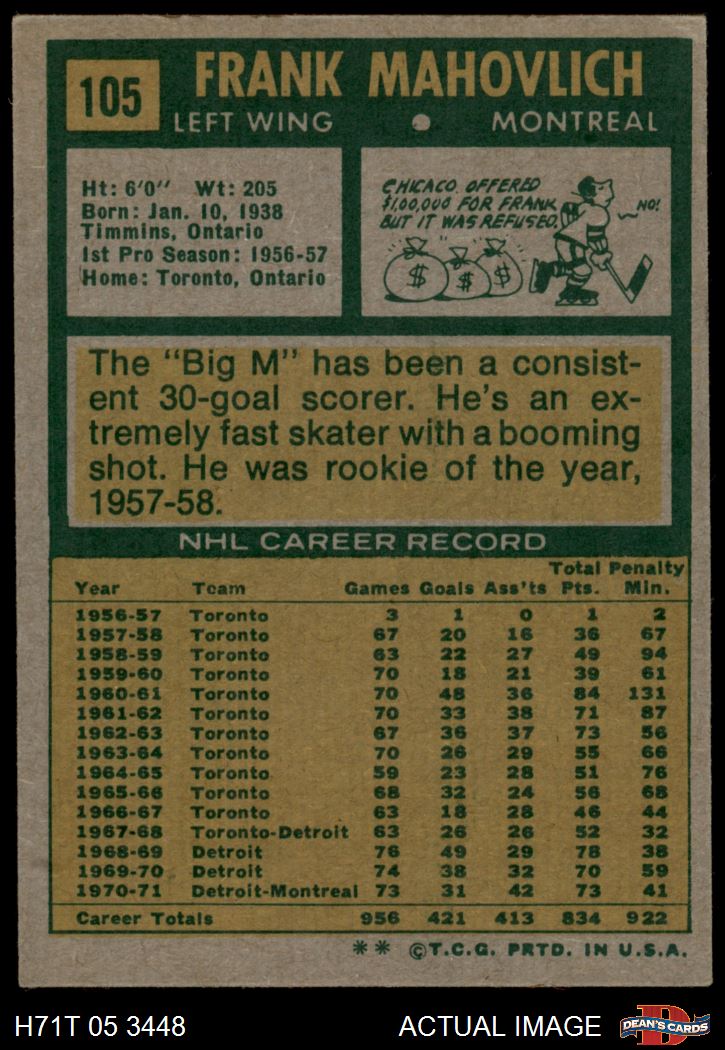 105
FRANK MAHOVLICH
LEFT WING • MONTREAL
Ht: 6'0" Wt: 205
Born: Jan. 10, 1938
Timmins, Ontario
1st Pro Season: 1956-57
Home: Toronto, Ontario
CHICAGO OFFERED
$1,000,000 FOR FRANK
BUT IT WAS REFUSED.
NO!
$ $ $
The "Big M" has been a consist-
ent 30-goal scorer. He's an ex-
tremely fast skater with a booming
shot. He was rookie of the year,
1957-58.
NHL CAREER RECORD
Total Penalty
Year Team Games Goals Ass'ts Pts. Min.
1956-57 Toronto 3 1 0 1 2
1957-58 Toronto 67 20 16 36 67
1958-59 Toronto 63 22 27 49 94
1959-60 Toronto 70 18 21 39 61
1960-61 Toronto 70 48 36 84 131
1961-62 Toronto 70 33 38 71 87
1962-63 Toronto 67 36 37 73 56
1963-64 Toronto 70 26 29 55 66
1964-65 Toronto 59 23 28 51 76
1965-66 Toronto 68 32 24 56 68
1966-67 Toronto 63 18 28 46 44
1967-68 Toronto-Detroit 63 26 26 52 32
1968-69 Detroit 76 49 29 78 38
1969-70 Detroit 74 38 32 70 59
1970-71 Detroit-Montreal 73 31 42 73 41
Career Totals 956 421 413 834 922
** ©T.C.G. PRTD. IN U.S.A.
H71T 05 3448 ACTUAL IMAGE D DEAN'S CARDS